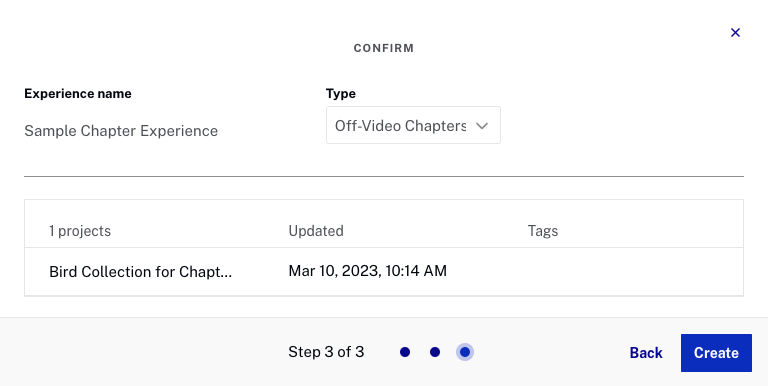 CONFIRM
Experience name
Type
Sample Chapter Experience
Off-Video Chapters
1 projects
Updated
Tags
Bird Collection for Chapt...
Mar 10, 2023, 10:14 AM
Step 3 of 3
Back
Create